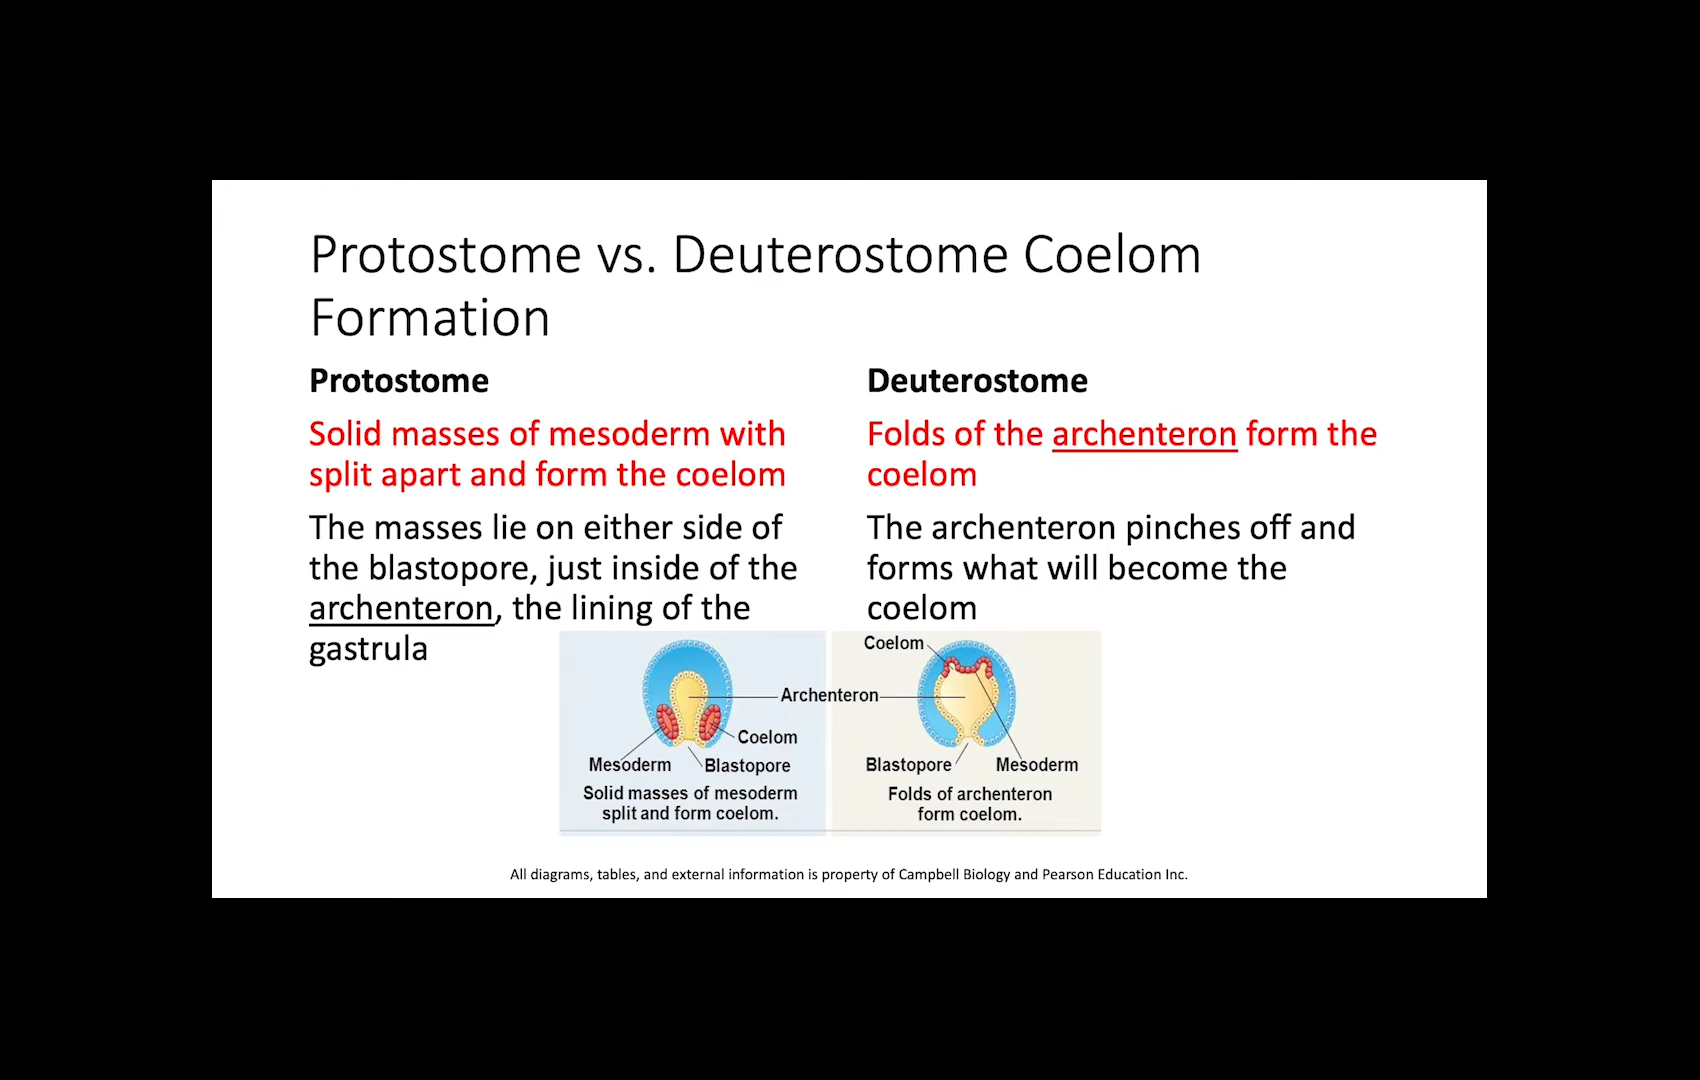 Protostome vs. Deuterostome Coelom
Formation
Protostome
Solid masses of mesoderm with
split apart and form the coelom
The masses lie on either side of
the blastopore, just inside of the
archenteron, the lining of the
gastrula
Deuterostome
Folds of the archenteron form the
coelom
The archenteron pinches off and
forms what will become the
coelom
Coelom
Archenteron
Coelom
Mesoderm
Blastopore
Solid masses of mesoderm
split and form coelom.
Blastopore
Mesoderm
Folds of archenteron
form coelom.
All diagrams, tables, and external information is property of Campbell Biology and Pearson Education Inc.